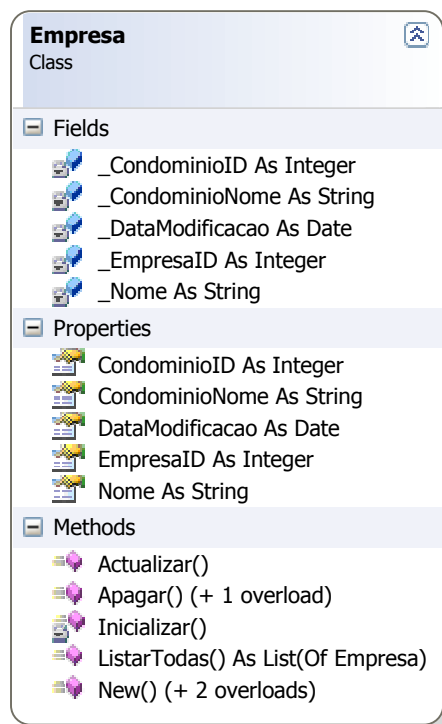 Empresa
Class
Fields
_CondominioID As Integer
_CondominioNome As String
_DataModificacao As Date
_EmpresaID As Integer
_Nome As String
Properties
CondominioID As Integer
CondominioNome As String
DataModificacao As Date
EmpresaID As Integer
Nome As String
Methods
Actualizar()
Apagar() (+ 1 overload)
Inicializar()
ListarTodas() As List(Of Empresa)
New() (+ 2 overloads)